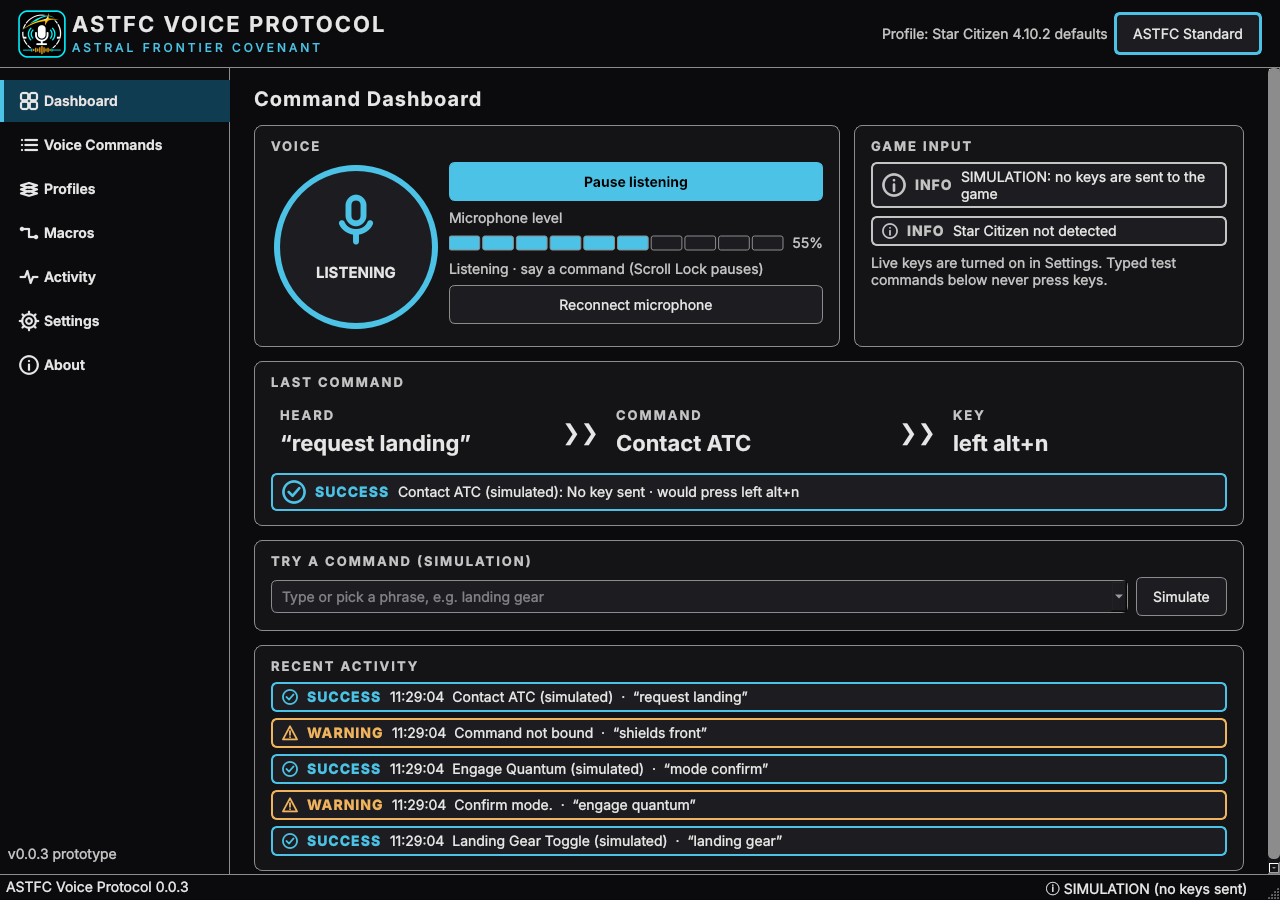 ASTFC VOICE PROTOCOL
ASTRAL FRONTIER COVENANT
Profile: Star Citizen 4.10.2 defaults
ASTFC Standard
Dashboard
Voice Commands
Profiles
Macros
Activity
Settings
About
v0.0.3 prototype
Command Dashboard
VOICE
LISTENING
Pause listening
Microphone level
55%
Listening · say a command (Scroll Lock pauses)
Reconnect microphone
GAME INPUT
INFO SIMULATION: no keys are sent to the
game
INFO Star Citizen not detected
Live keys are turned on in Settings. Typed test
commands below never press keys.
LAST COMMAND
HEARD
“request landing”
COMMAND
Contact ATC
KEY
left alt+n
SUCCESS Contact ATC (simulated): No key sent · would press left alt+n
TRY A COMMAND (SIMULATION)
Type or pick a phrase, e.g. landing gear
Simulate
RECENT ACTIVITY
SUCCESS 11:29:04 Contact ATC (simulated) · “request landing”
WARNING 11:29:04 Command not bound · “shields front”
SUCCESS 11:29:04 Engage Quantum (simulated) · “mode confirm”
WARNING 11:29:04 Confirm mode. · “engage quantum”
SUCCESS 11:29:04 Landing Gear Toggle (simulated) · “landing gear”
ASTFC Voice Protocol 0.0.3
SIMULATION (no keys sent)